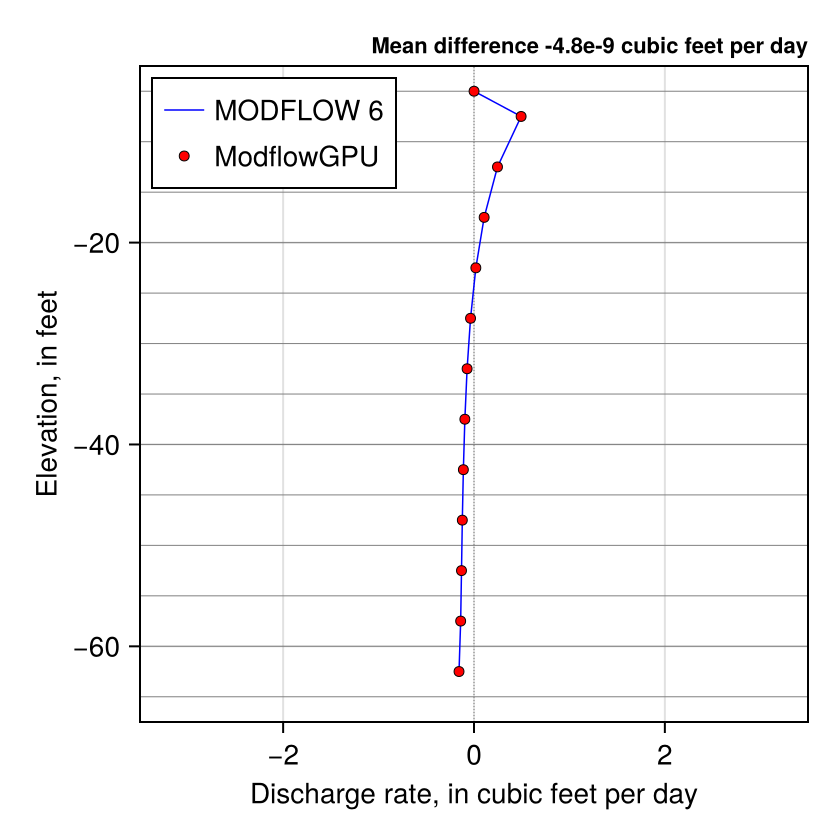 Mean difference -4.8e-9 cubic feet per day
MODFLOW 6
ModflowGPU
−20
−40
−60
Elevation, in feet
−2 0 2
Discharge rate, in cubic feet per day